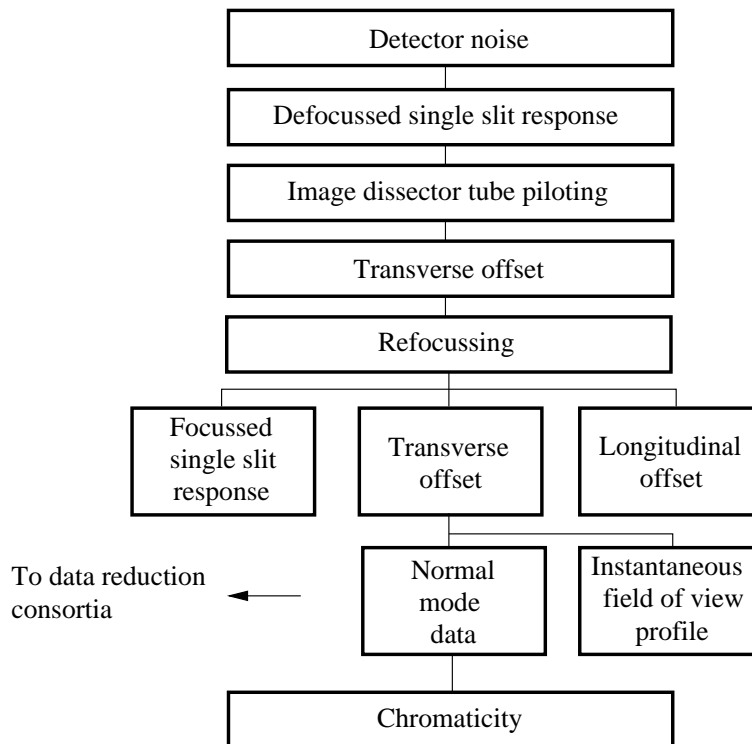 Detector noise
Defocussed single slit response
Image dissector tube piloting
Transverse offset
Refocussing
Focussed
single slit
response
Transverse
offset
Longitudinal
offset
To data reduction
consortia
Normal
mode
data
Instantaneous
field of view
profile
Chromaticity